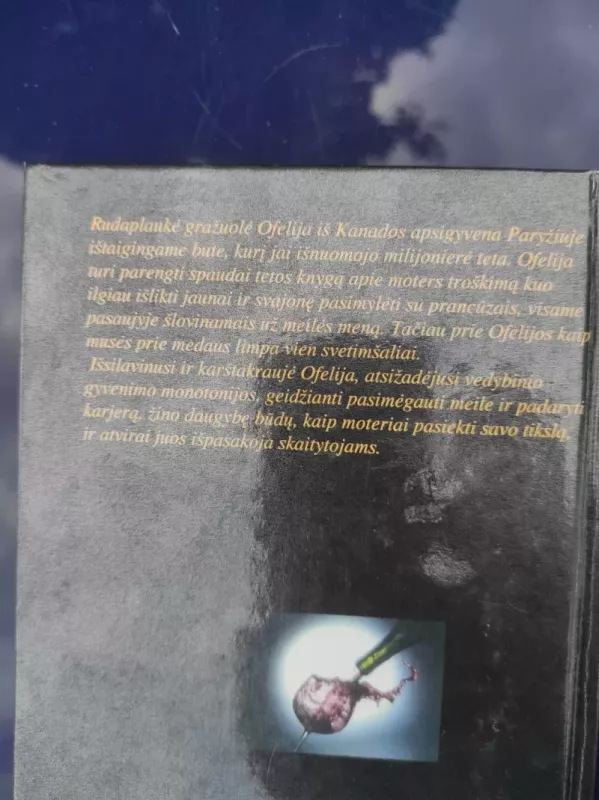 Rudaplaukė gražuolė Ofelija iš Kanados apsigyvena Paryžiuje
ištaigingame bute, kurį jai išnuomojo milijonierė teta. Ofelija
turi parengti spaudai tetos knygą apie moters troškimą kuo
ilgiau išlikti jaunai ir svajonę pasimylėti su prancūzais, visame
pasaulyje šlovinamais už meilės meną. Tačiau prie Ofelijos kaip
musės prie medaus limpa vien svetimšaliai.
Išsilavinusi ir karštakraujė Ofelija, atsižadėjusi vedybinio
gyvenimo monotonijos, geidžianti pasimėgauti meile ir padaryti
karjerą, žino daugybę būdų, kaip moteriai pasiekti savo tikslą,
ir atvirai juos išpasakoja skaitytojams.